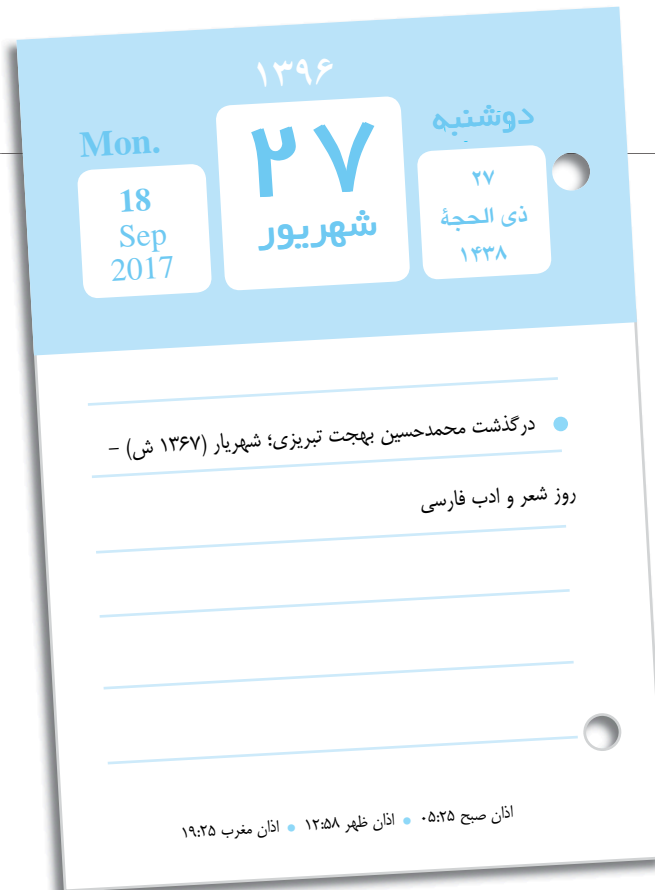 ۱۳۹۶
دوشنبه
۲۷
ذی الحجهٔ
۱۴۳۸
۲۷
شهریور
Mon.
18
Sep
2017
درگذشت محمدحسین بهجت تبریزی؛ شهریار (۱۳۶۷ ش) –
روز شعر و ادب فارسی
اذان صبح ۰۵:۲۵ • اذان ظهر ۱۲:۵۸ • اذان مغرب ۱۹:۲۵